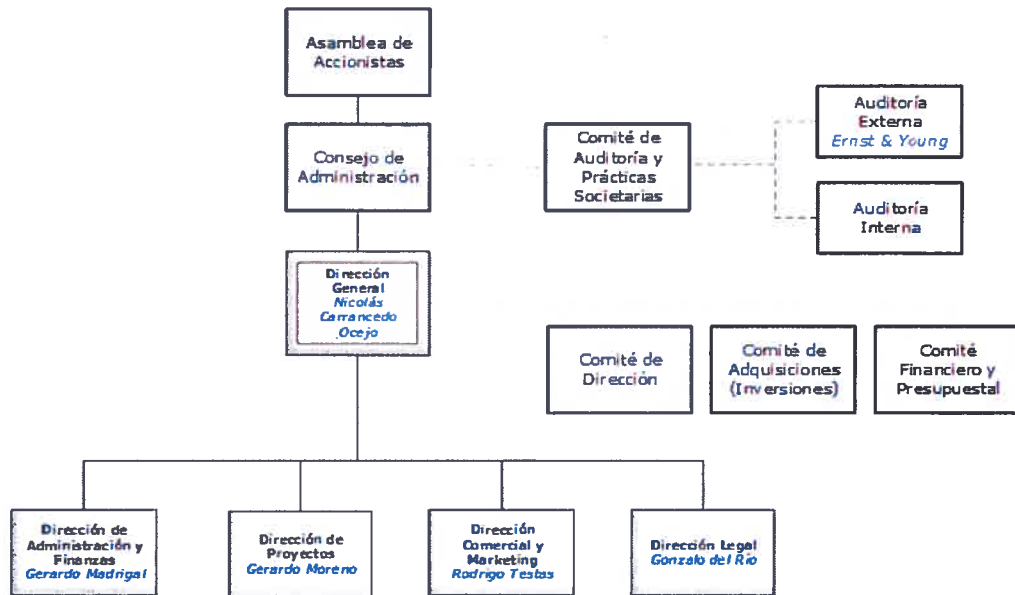 Asamblea de
Accionistas
Consejo de
Administración
Comité de
Auditoría y
Prácticas
Societarias
Auditoría
Externa
Ernst & Young
Auditoría
Interna
Dirección
General
Nicolás
Carrancedo
Ocejo
Comité de
Dirección
Comité de
Adquisiciones
(Inversiones)
Comité
Financiero y
Presupuestal
Dirección de
Administración y
Finanzas
Gerardo Madrigal
Dirección de
Proyectos
Gerardo Moreno
Dirección
Comercial y
Marketing
Rodrigo Testas
Dirección Legal
Gonzalo del Río